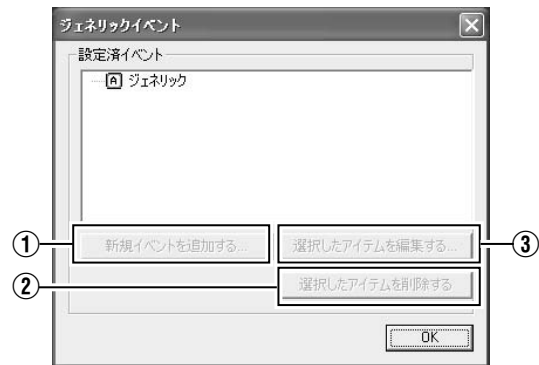 ジェネリックイベント
設定済イベント
A ジェネリック
① 新規イベントを追加する... 選択したアイテムを編集する... ③
② 選択したアイテムを削除する
OK